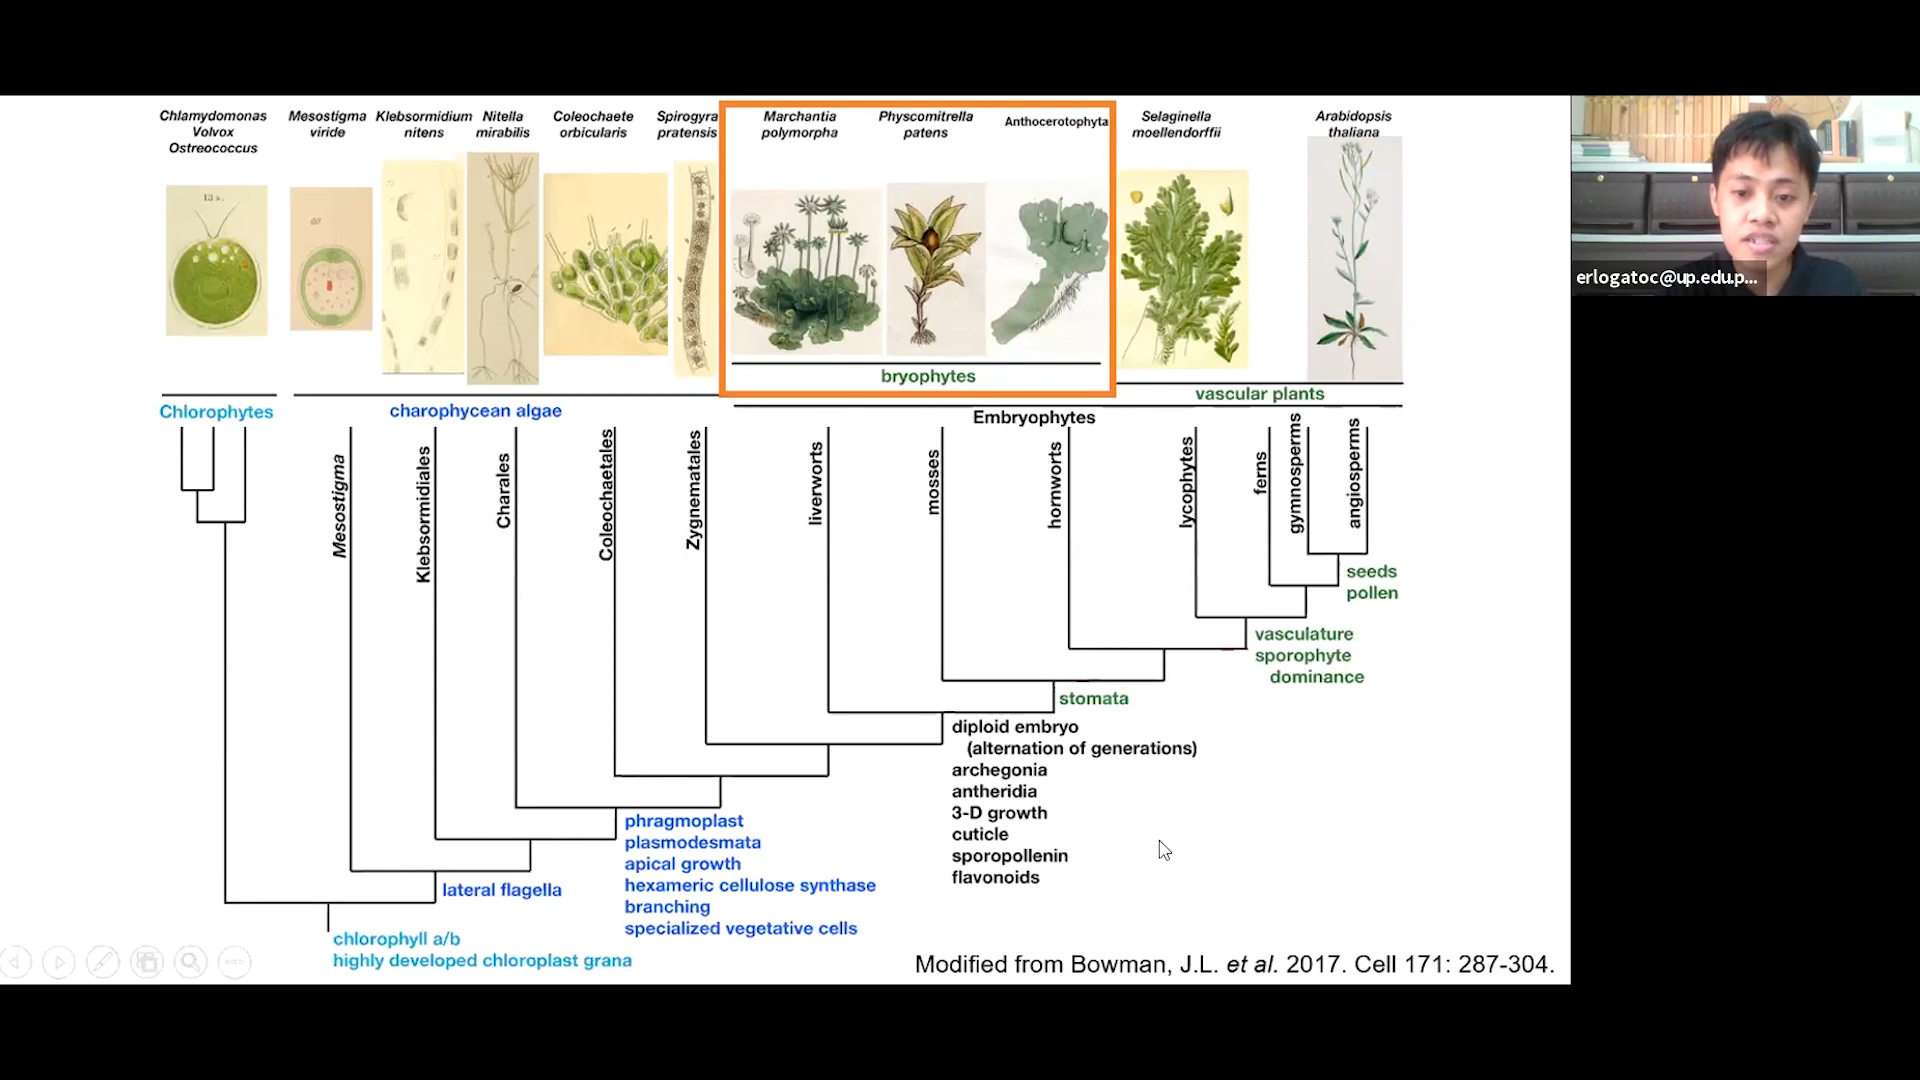 Chlamydomonas
Volvox
Ostreococcus
Mesostigma
viride
Klebsormidium
nitens
Nitella
mirabilis
Coleochaete
orbicularis
Spirogyra
pratensis
Marchantia
polymorpha
Physcomitrella
patens
Anthocerotophyta
Selaginella
moellendorffii
Arabidopsis
thaliana
erlogatoc@up.edu.p...
bryophytes
vascular plants
Chlorophytes
charophycean algae
Embryophytes
Mesostigma
Klebsormidiales
Charales
Coleochaetales
Zygnematales
liverworts
mosses
hornworts
lycophytes
ferns
gymnosperms
angiosperms
seeds
pollen
vasculature
sporophyte
dominance
stomata
diploid embryo
(alternation of generations)
archegonia
antheridia
3-D growth
cuticle
sporopollenin
flavonoids
phragmoplast
plasmodesmata
apical growth
hexameric cellulose synthase
branching
specialized vegetative cells
lateral flagella
chlorophyll a/b
highly developed chloroplast grana
Modified from Bowman, J.L. et al. 2017. Cell 171: 287-304.